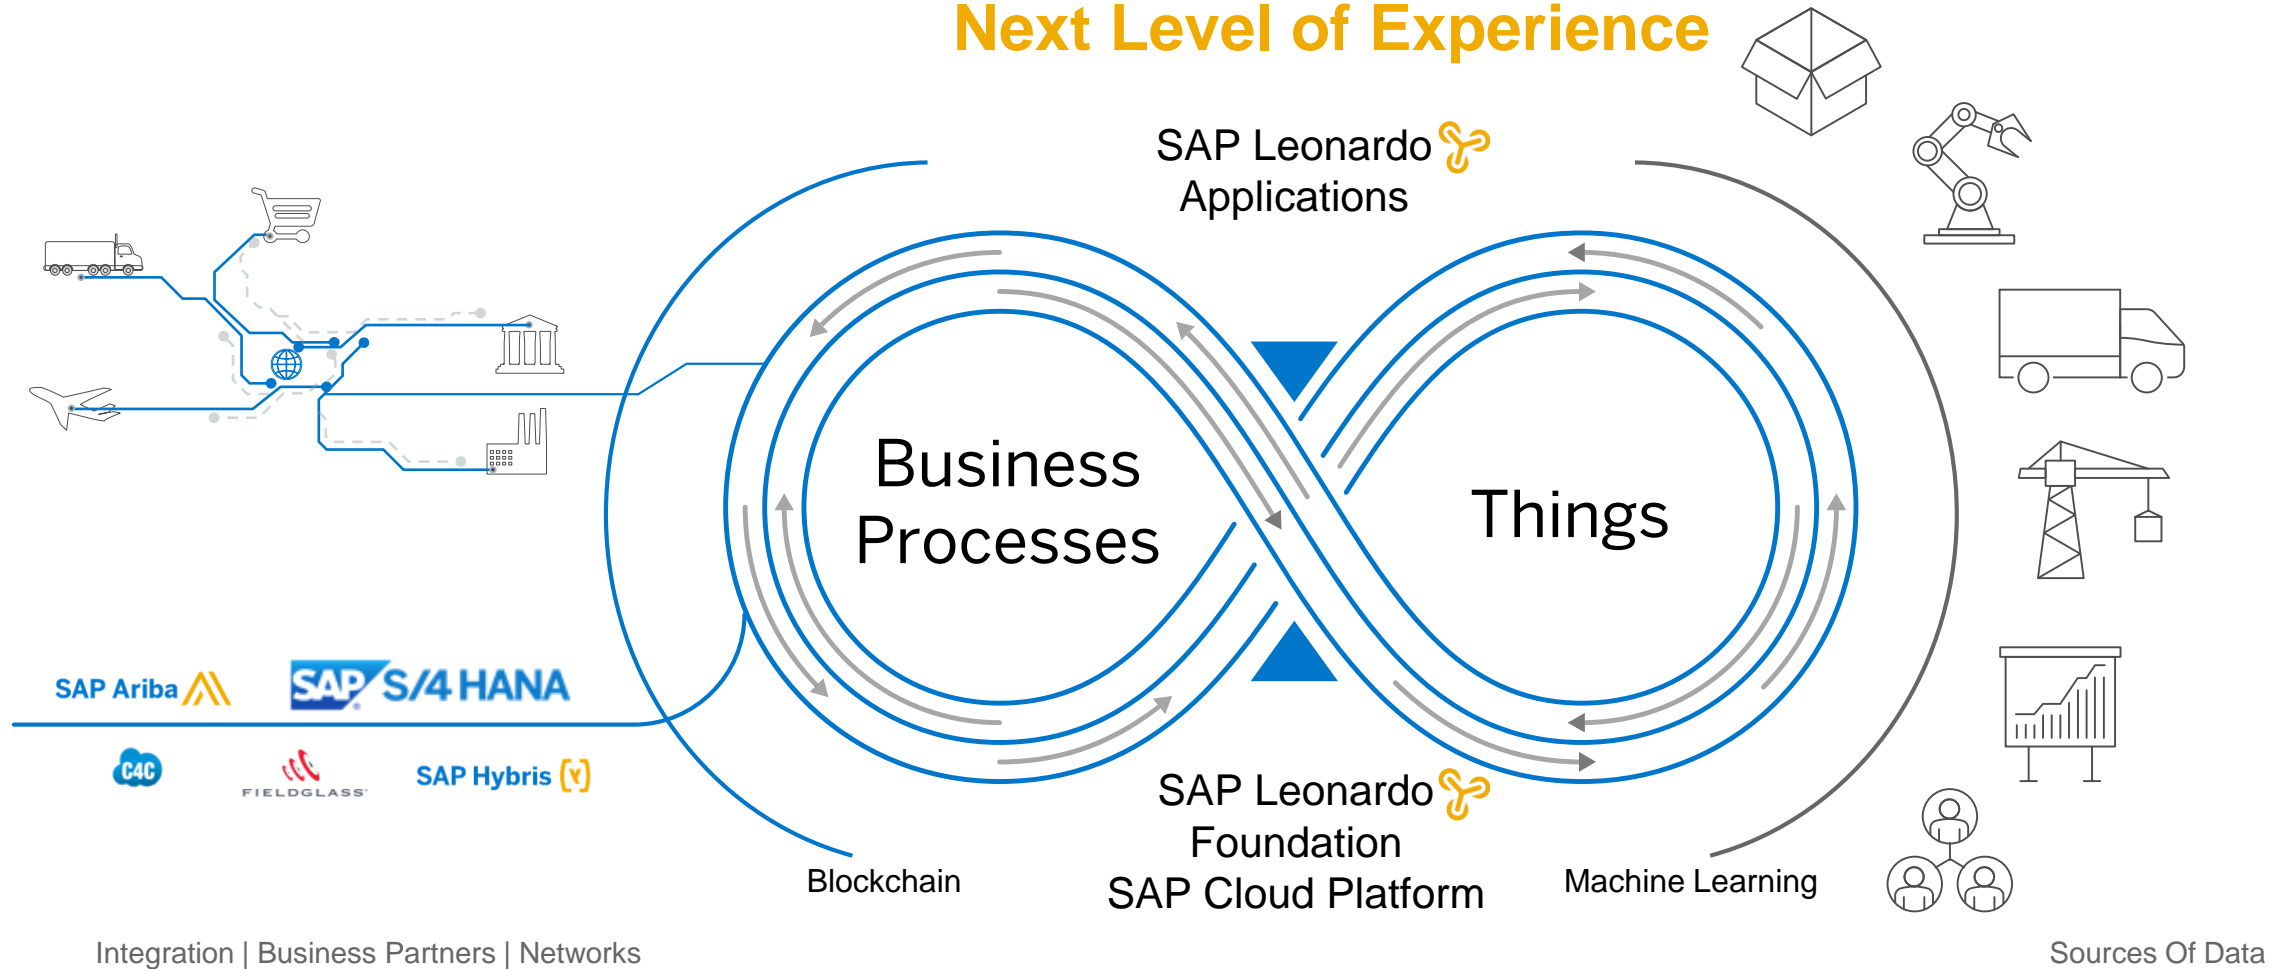 Next Level of Experience
SAP Leonardo
Applications
Business
Processes
Things
SAP Ariba
SAP S/4 HANA
C4C
FIELDGLASS
SAP Hybris (Y)
SAP Leonardo
Foundation
SAP Cloud Platform
Blockchain
Machine Learning
Integration | Business Partners | Networks
Sources Of Data